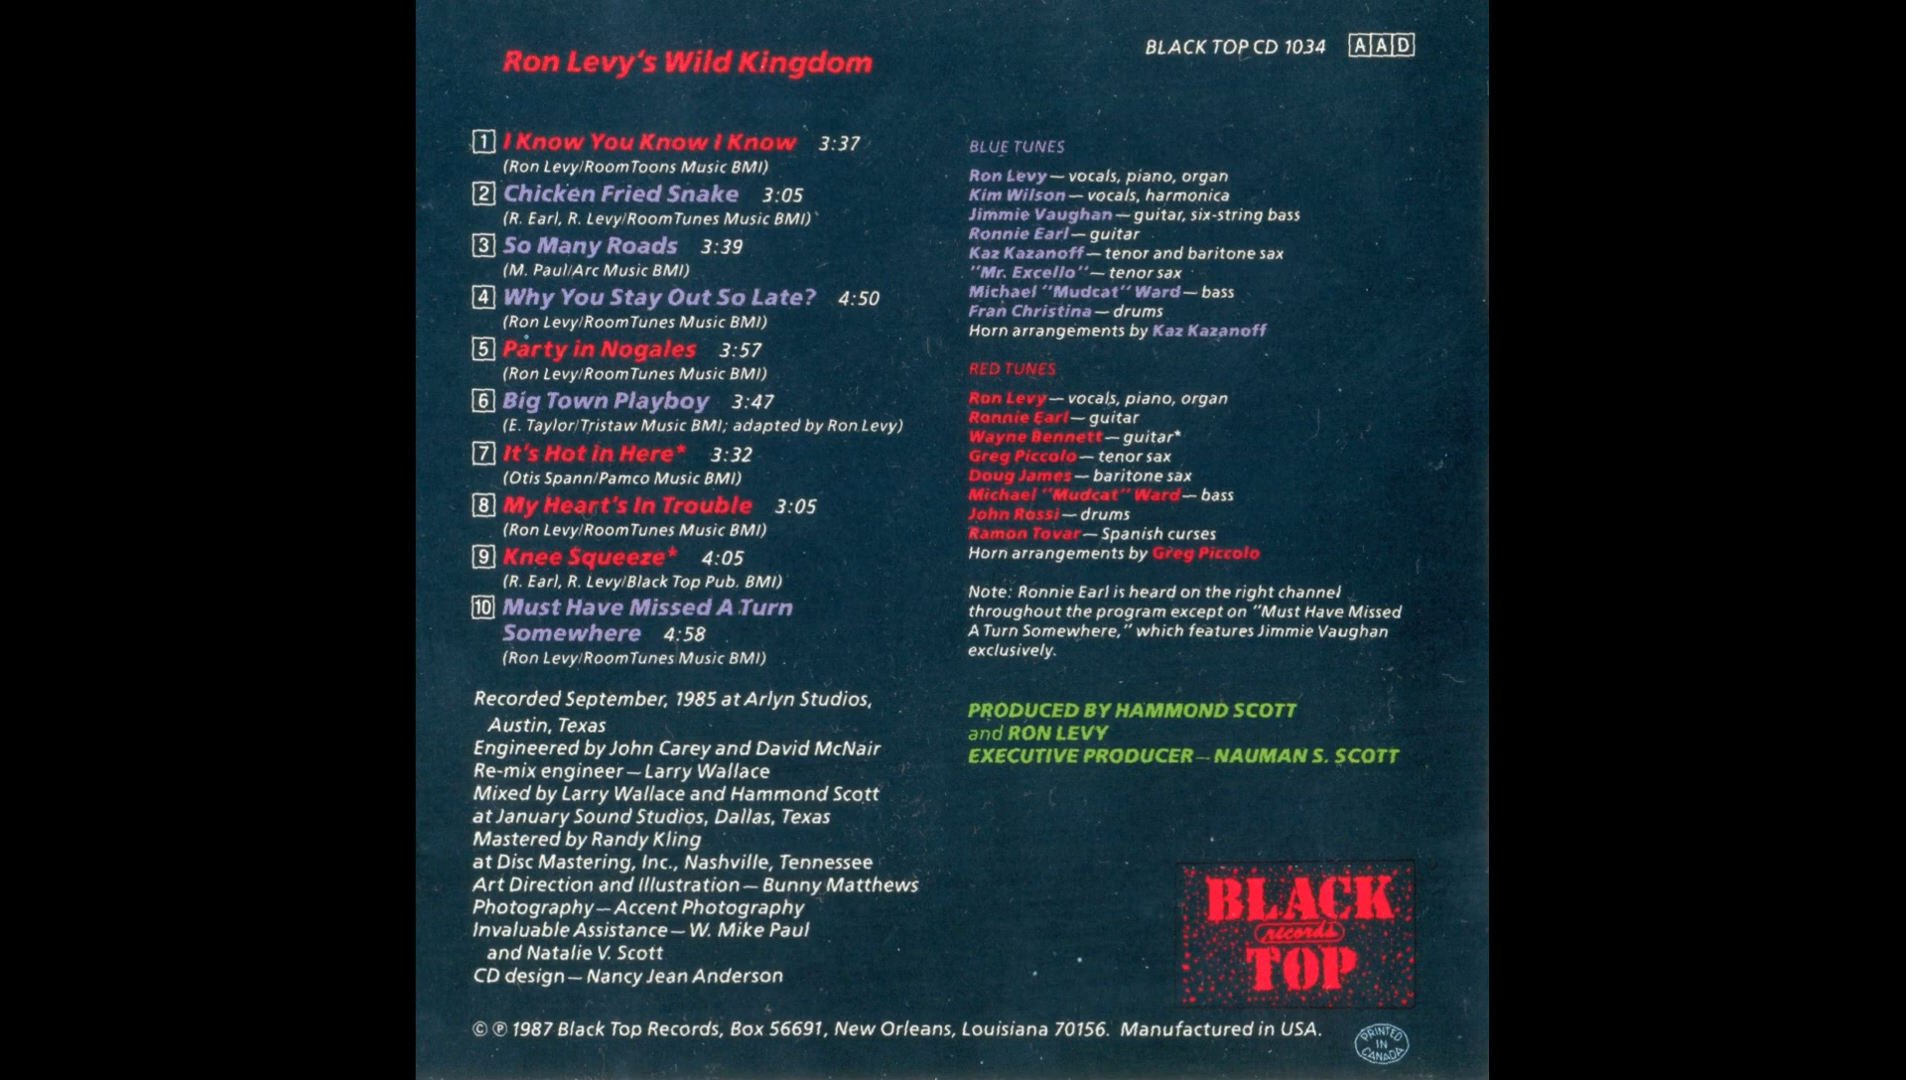 Ron Levy's Wild Kingdom
BLACK TOP CD 1034 AAD
1 I Know You Know I Know 3:37
(Ron Levy/RoomToons Music BMI)
2 Chicken Fried Snake 3:05
(R. Earl, R. Levy/RoomTunes Music BMI)
3 So Many Roads 3:39
(M. Paul/Arc Music BMI)
4 Why You Stay Out So Late? 4:50
(Ron Levy/RoomTunes Music BMI)
5 Party in Nogales 3:57
(Ron Levy/RoomTunes Music BMI)
6 Big Town Playboy 3:47
(E. Taylor/Tristaw Music BMI; adapted by Ron Levy)
7 It's Hot in Here* 3:32
(Otis Spann/Pamco Music BMI)
8 My Heart's In Trouble 3:05
(Ron Levy/RoomTunes Music BMI)
9 Knee Squeeze* 4:05
(R. Earl, R. Levy/Black Top Pub. BMI)
10 Must Have Missed A Turn
Somewhere 4:58
(Ron Levy/RoomTunes Music BMI)
Recorded September, 1985 at Arlyn Studios,
Austin, Texas
Engineered by John Carey and David McNair
Re-mix engineer—Larry Wallace
Mixed by Larry Wallace and Hammond Scott
at January Sound Studios, Dallas, Texas
Mastered by Randy Kling
at Disc Mastering, Inc., Nashville, Tennessee
Art Direction and Illustration—Bunny Matthews
Photography—Accent Photography
Invaluable Assistance—W. Mike Paul
and Natalie V. Scott
CD design—Nancy Jean Anderson
BLUE TUNES
Ron Levy—vocals, piano, organ
Kim Wilson—vocals, harmonica
Jimmie Vaughan—guitar, six-string bass
Ronnie Earl—guitar
Kaz Kazanoff—tenor and baritone sax
"Mr. Excello"—tenor sax
Michael "Mudcat" Ward—bass
Fran Christina—drums
Horn arrangements by Kaz Kazanoff
RED TUNES
Ron Levy—vocals, piano, organ
Ronnie Earl—guitar
Wayne Bennett—guitar*
Greg Piccolo—tenor sax
Doug James—baritone sax
Michael "Mudcat" Ward—bass
John Rossi—drums
Ramon Tovar—Spanish curses
Horn arrangements by Greg Piccolo
Note: Ronnie Earl is heard on the right channel
throughout the program except on "Must Have Missed
A Turn Somewhere," which features Jimmie Vaughan
exclusively.
PRODUCED BY HAMMOND SCOTT
and RON LEVY
EXECUTIVE PRODUCER—NAUMAN S. SCOTT
BLACK
records
TOP
© ℗ 1987 Black Top Records, Box 56691, New Orleans, Louisiana 70156. Manufactured in USA.
PRINTED
IN
CANADA